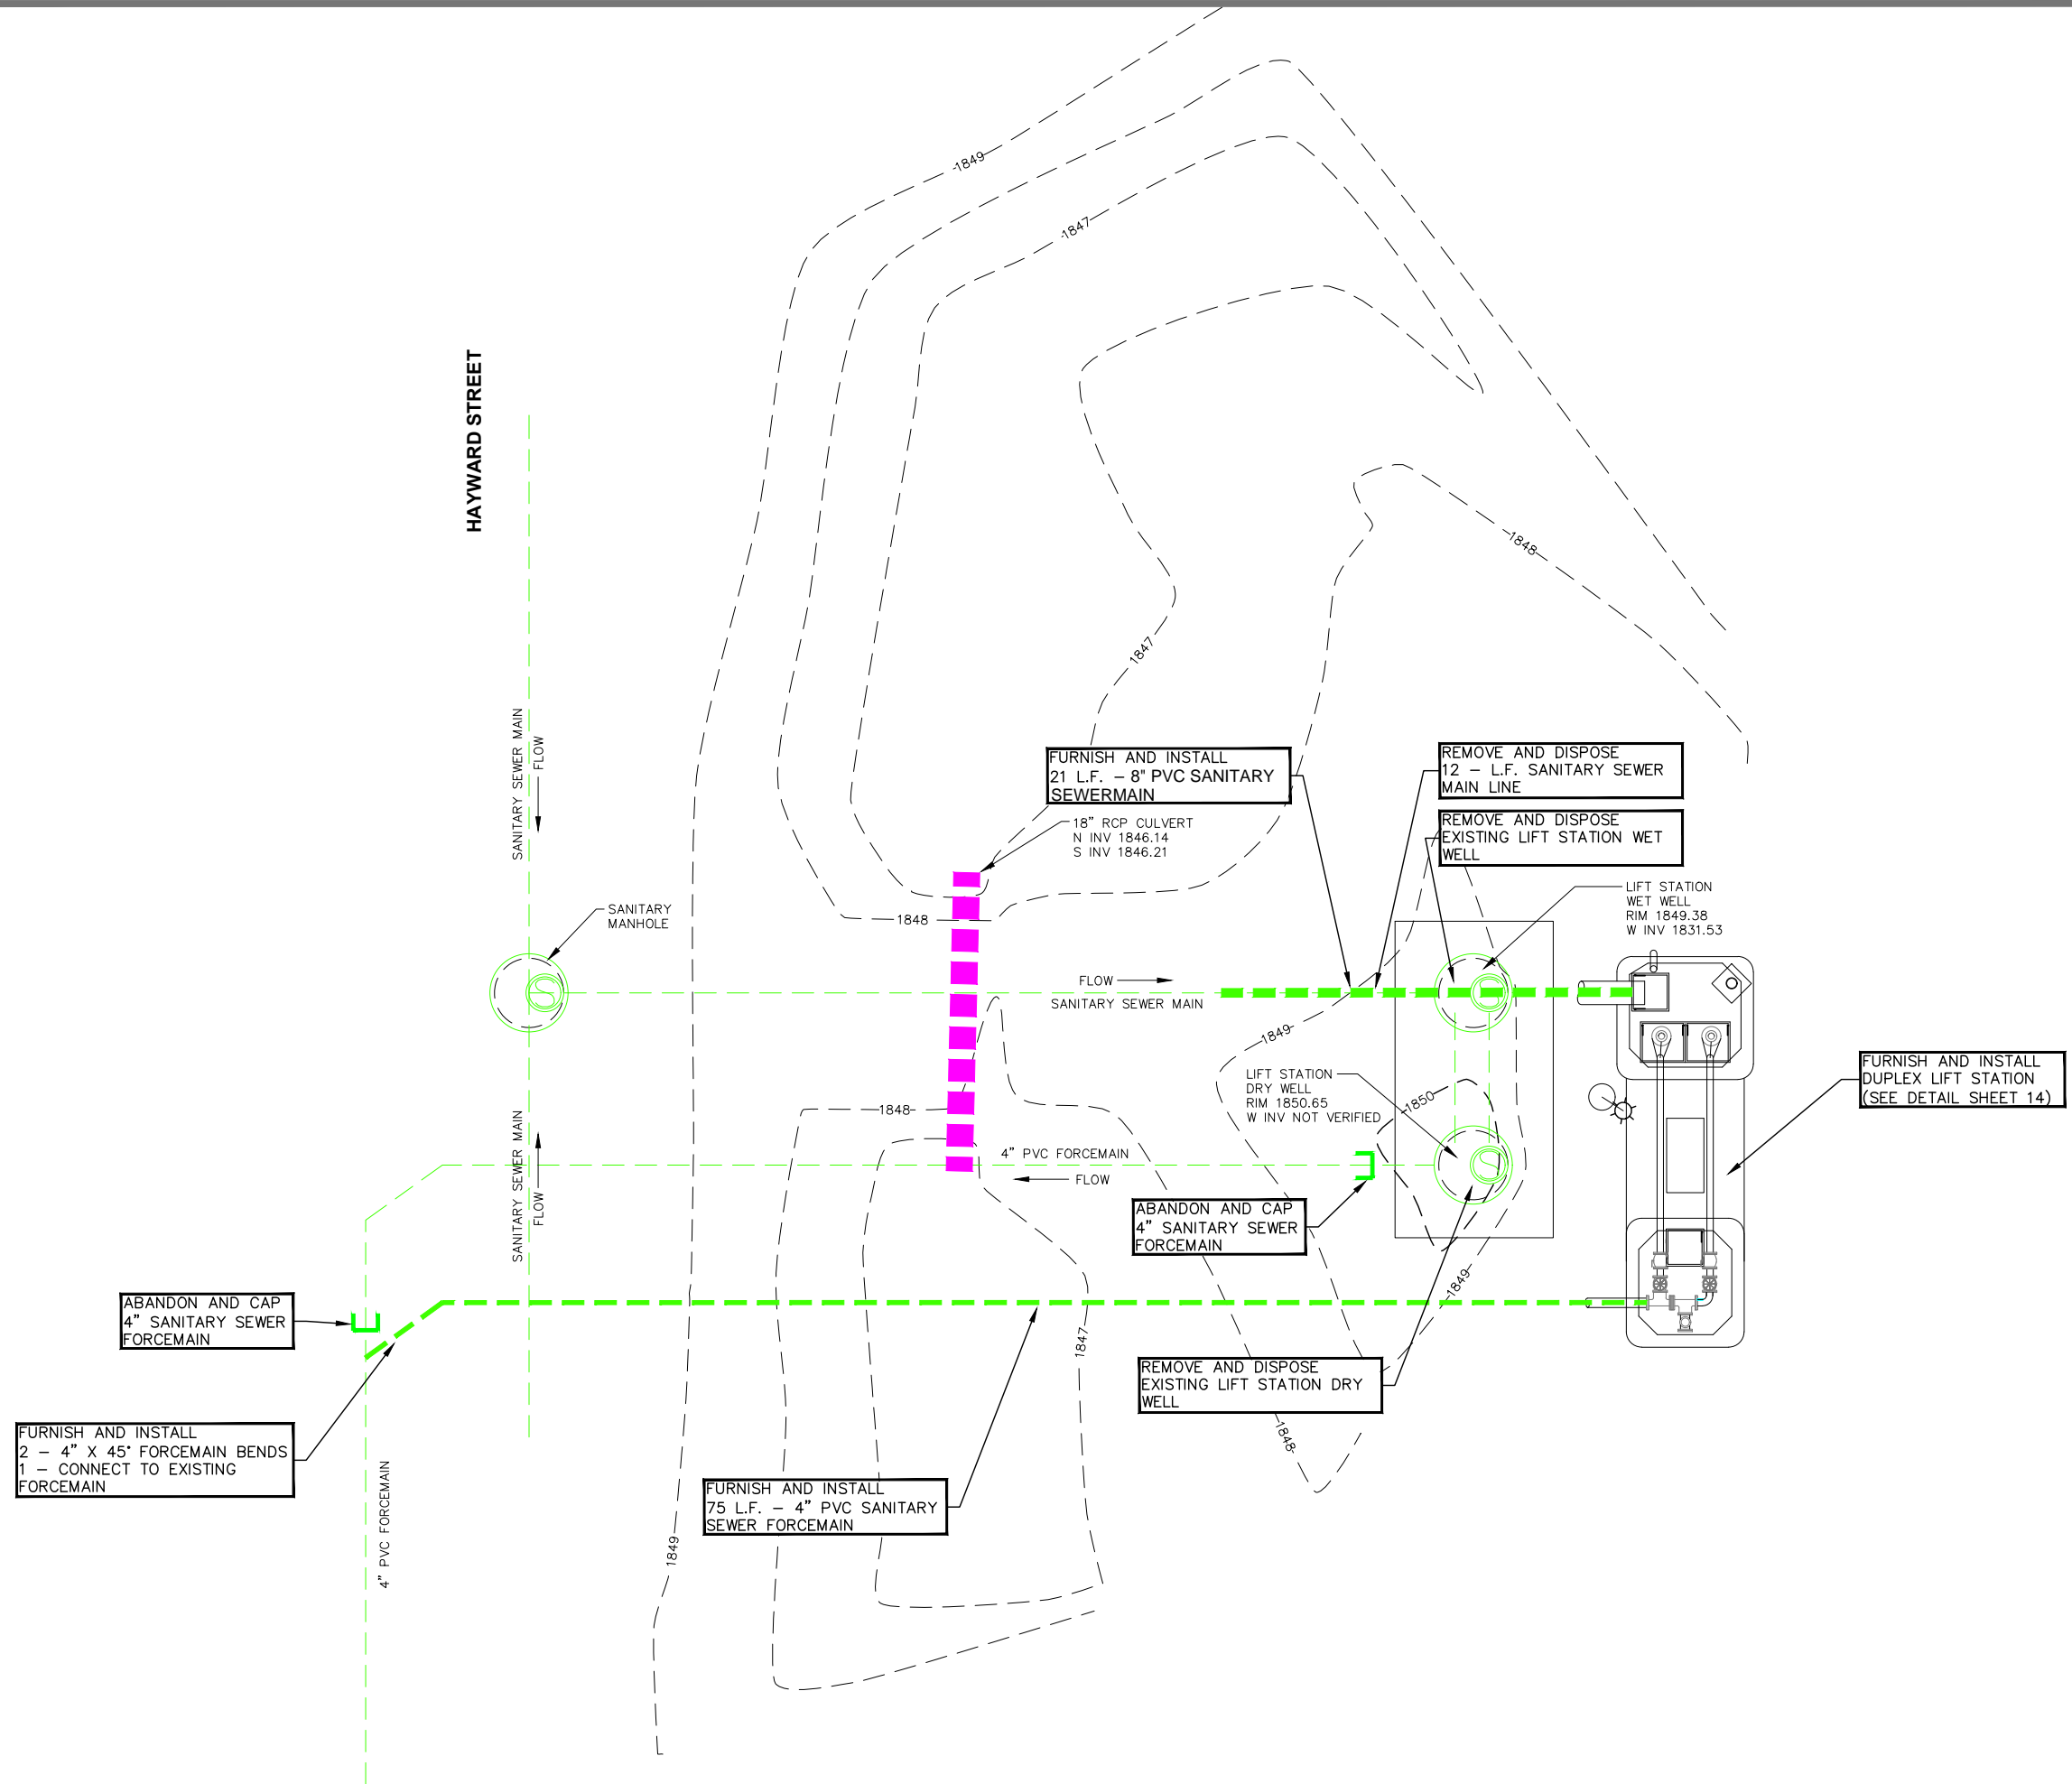 1849
1847
HAYWARD STREET
1848
1847
SANITARY SEWER MAIN
FLOW
FURNISH AND INSTALL
21 L.F. – 8" PVC SANITARY
SEWERMAIN
REMOVE AND DISPOSE
12 – L.F. SANITARY SEWER
MAIN LINE
REMOVE AND DISPOSE
EXISTING LIFT STATION WET
WELL
18" RCP CULVERT
N INV 1846.14
S INV 1846.21
LIFT STATION
WET WELL
RIM 1849.38
W INV 1831.53
SANITARY
MANHOLE
1848
FLOW
SANITARY SEWER MAIN
1849
LIFT STATION
DRY WELL
RIM 1850.65
W INV NOT VERIFIED
1850
FURNISH AND INSTALL
DUPLEX LIFT STATION
(SEE DETAIL SHEET 14)
1848
SANITARY SEWER MAIN
FLOW
4" PVC FORCEMAIN
FLOW
ABANDON AND CAP
4" SANITARY SEWER
FORCEMAIN
1849
ABANDON AND CAP
4" SANITARY SEWER
FORCEMAIN
1847
REMOVE AND DISPOSE
EXISTING LIFT STATION DRY
WELL
FURNISH AND INSTALL
2 – 4" X 45° FORCEMAIN BENDS
1 – CONNECT TO EXISTING
FORCEMAIN
1848
4" PVC FORCEMAIN
FURNISH AND INSTALL
75 L.F. – 4" PVC SANITARY
SEWER FORCEMAIN
1849